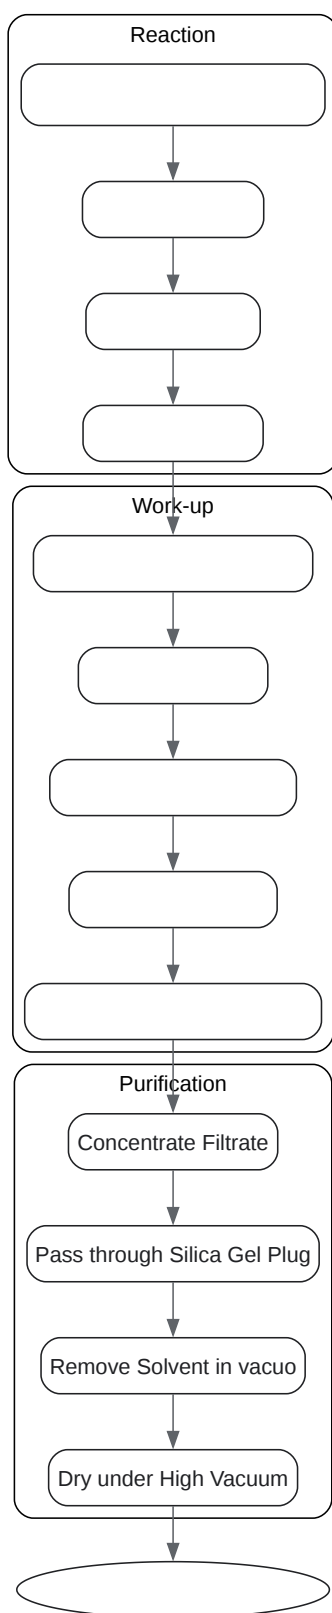 Reaction
Work-up
Purification
Concentrate Filtrate
Pass through Silica Gel Plug
Remove Solvent in vacuo
Dry under High Vacuum